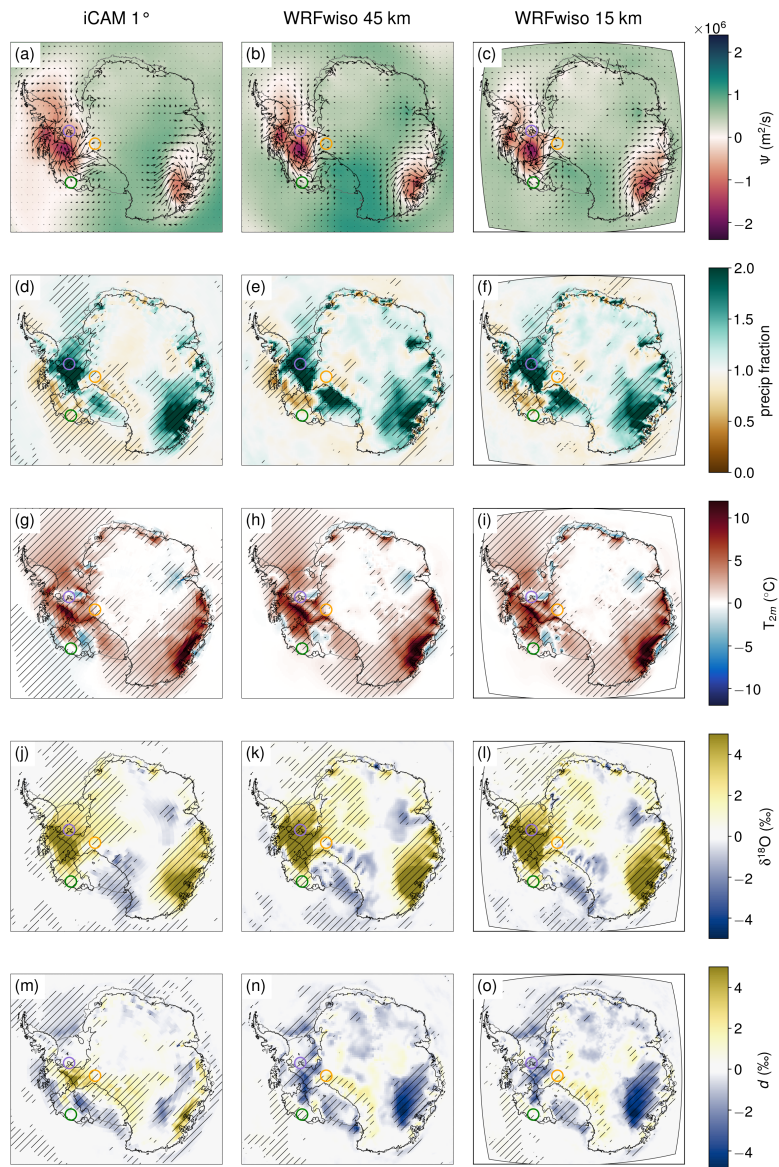 iCAM 1° WRFwiso 45 km WRFwiso 15 km
×10⁶
(a) (b) (c)
2
1
0
−1
−2
Ψ (m²/s)
(d) (e) (f)
2.0
1.5
1.0
0.5
0.0
precip fraction
(g) (h) (i)
10
5
0
−5
−10
T₂ₘ (°C)
(j) (k) (l)
4
2
0
−2
−4
δ¹⁸O (‰)
(m) (n) (o)
4
2
0
−2
−4
d (‰)